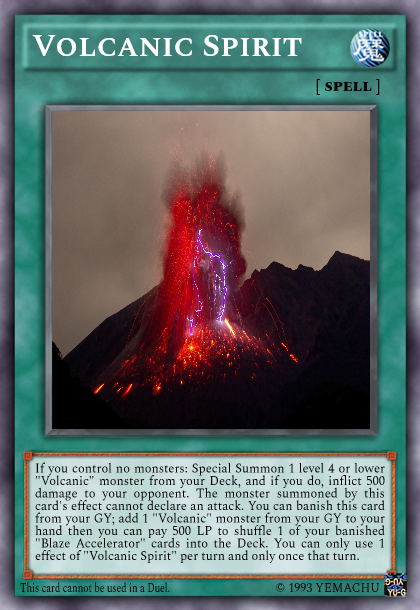 VOLCANIC SPIRIT
魔
[ SPELL ]
If you control no monsters: Special Summon 1 level 4 or lower
"Volcanic" monster from your Deck, and if you do, inflict 500
damage to your opponent. The monster summoned by this
card's effect cannot declare an attack. You can banish this card
from your GY; add 1 "Volcanic" monster from your GY to your
hand then you can pay 500 LP to shuffle 1 of your banished
"Blaze Accelerator" cards into the Deck. You can only use 1
effect of "Volcanic Spirit" per turn and only once that turn.
This card cannot be used in a Duel.
© 1993 YEMACHU
D-NA
YU-G